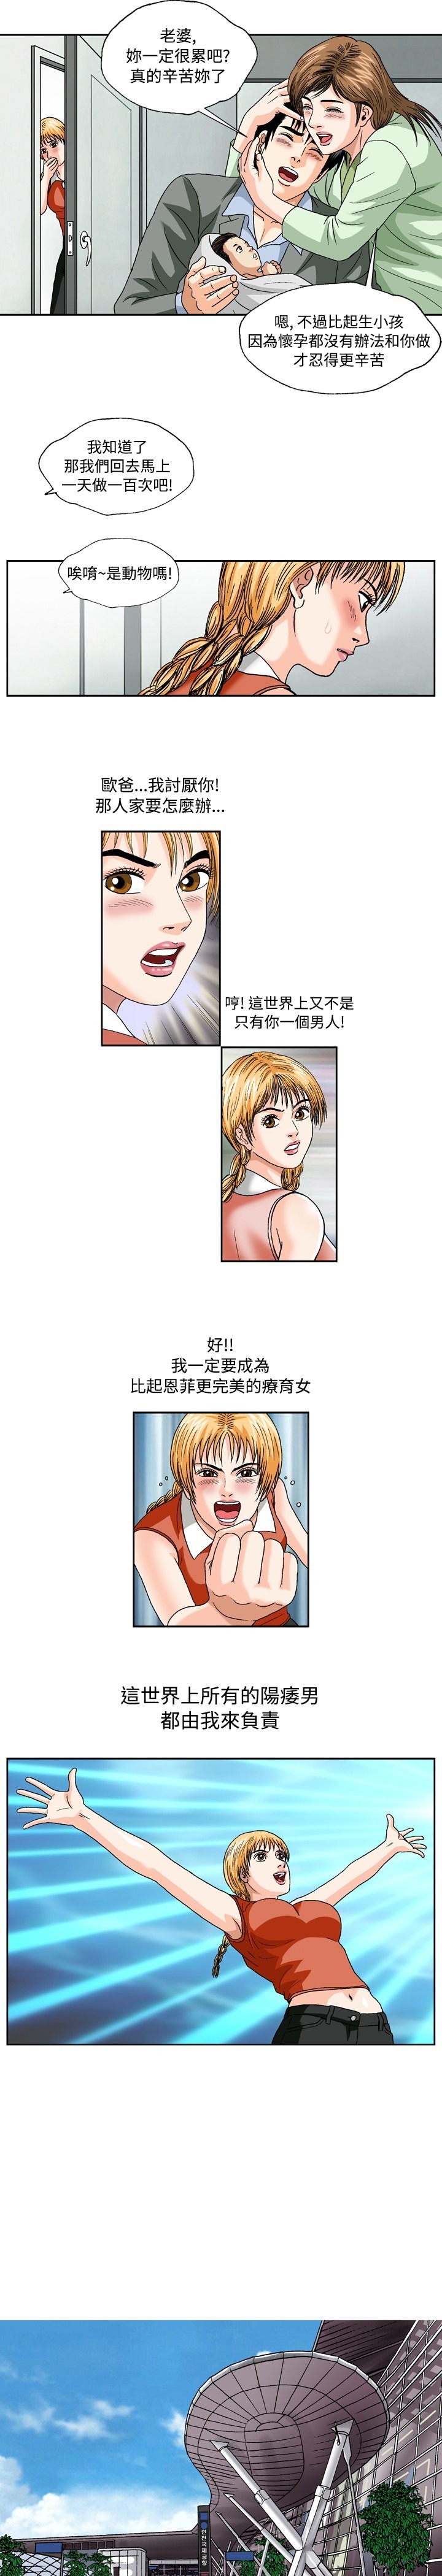 老婆,
妳一定很累吧?
真的辛苦妳了
嗯, 不過比起生小孩
因為懷孕都沒有辦法和你做
才忍得更辛苦
我知道了
那我們回去馬上
一天做一百次吧!
唉唷~是動物嗎!
歐爸...我討厭你!
那人家要怎麼辦...
哼! 這世界上又不是
只有你一個男人!
好!!
我一定要成為
比起恩菲更完美的療育女
這世界上所有的陽痿男
都由我來負責
인천국제공항